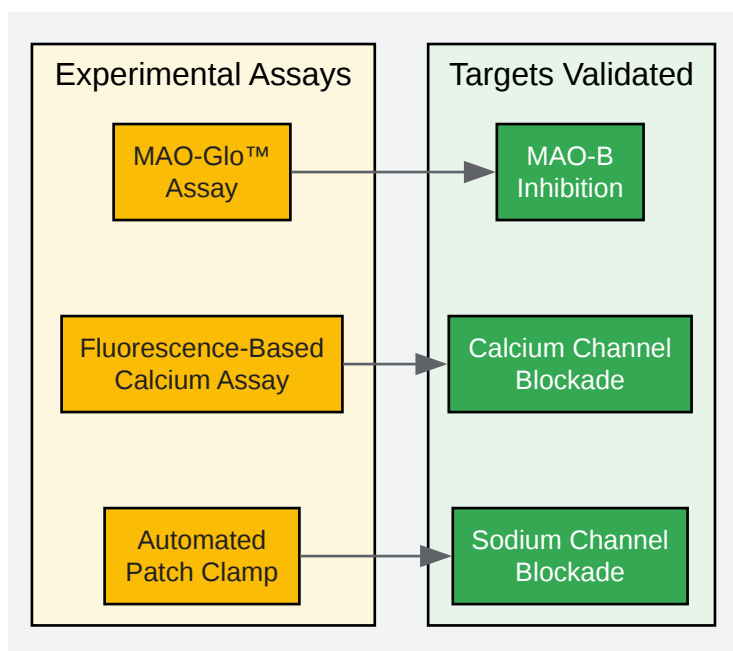 Experimental Assays
Targets Validated
MAO-Glo™
Assay
MAO-B
Inhibition
Fluorescence-Based
Calcium Assay
Calcium Channel
Blockade
Automated
Patch Clamp
Sodium Channel
Blockade